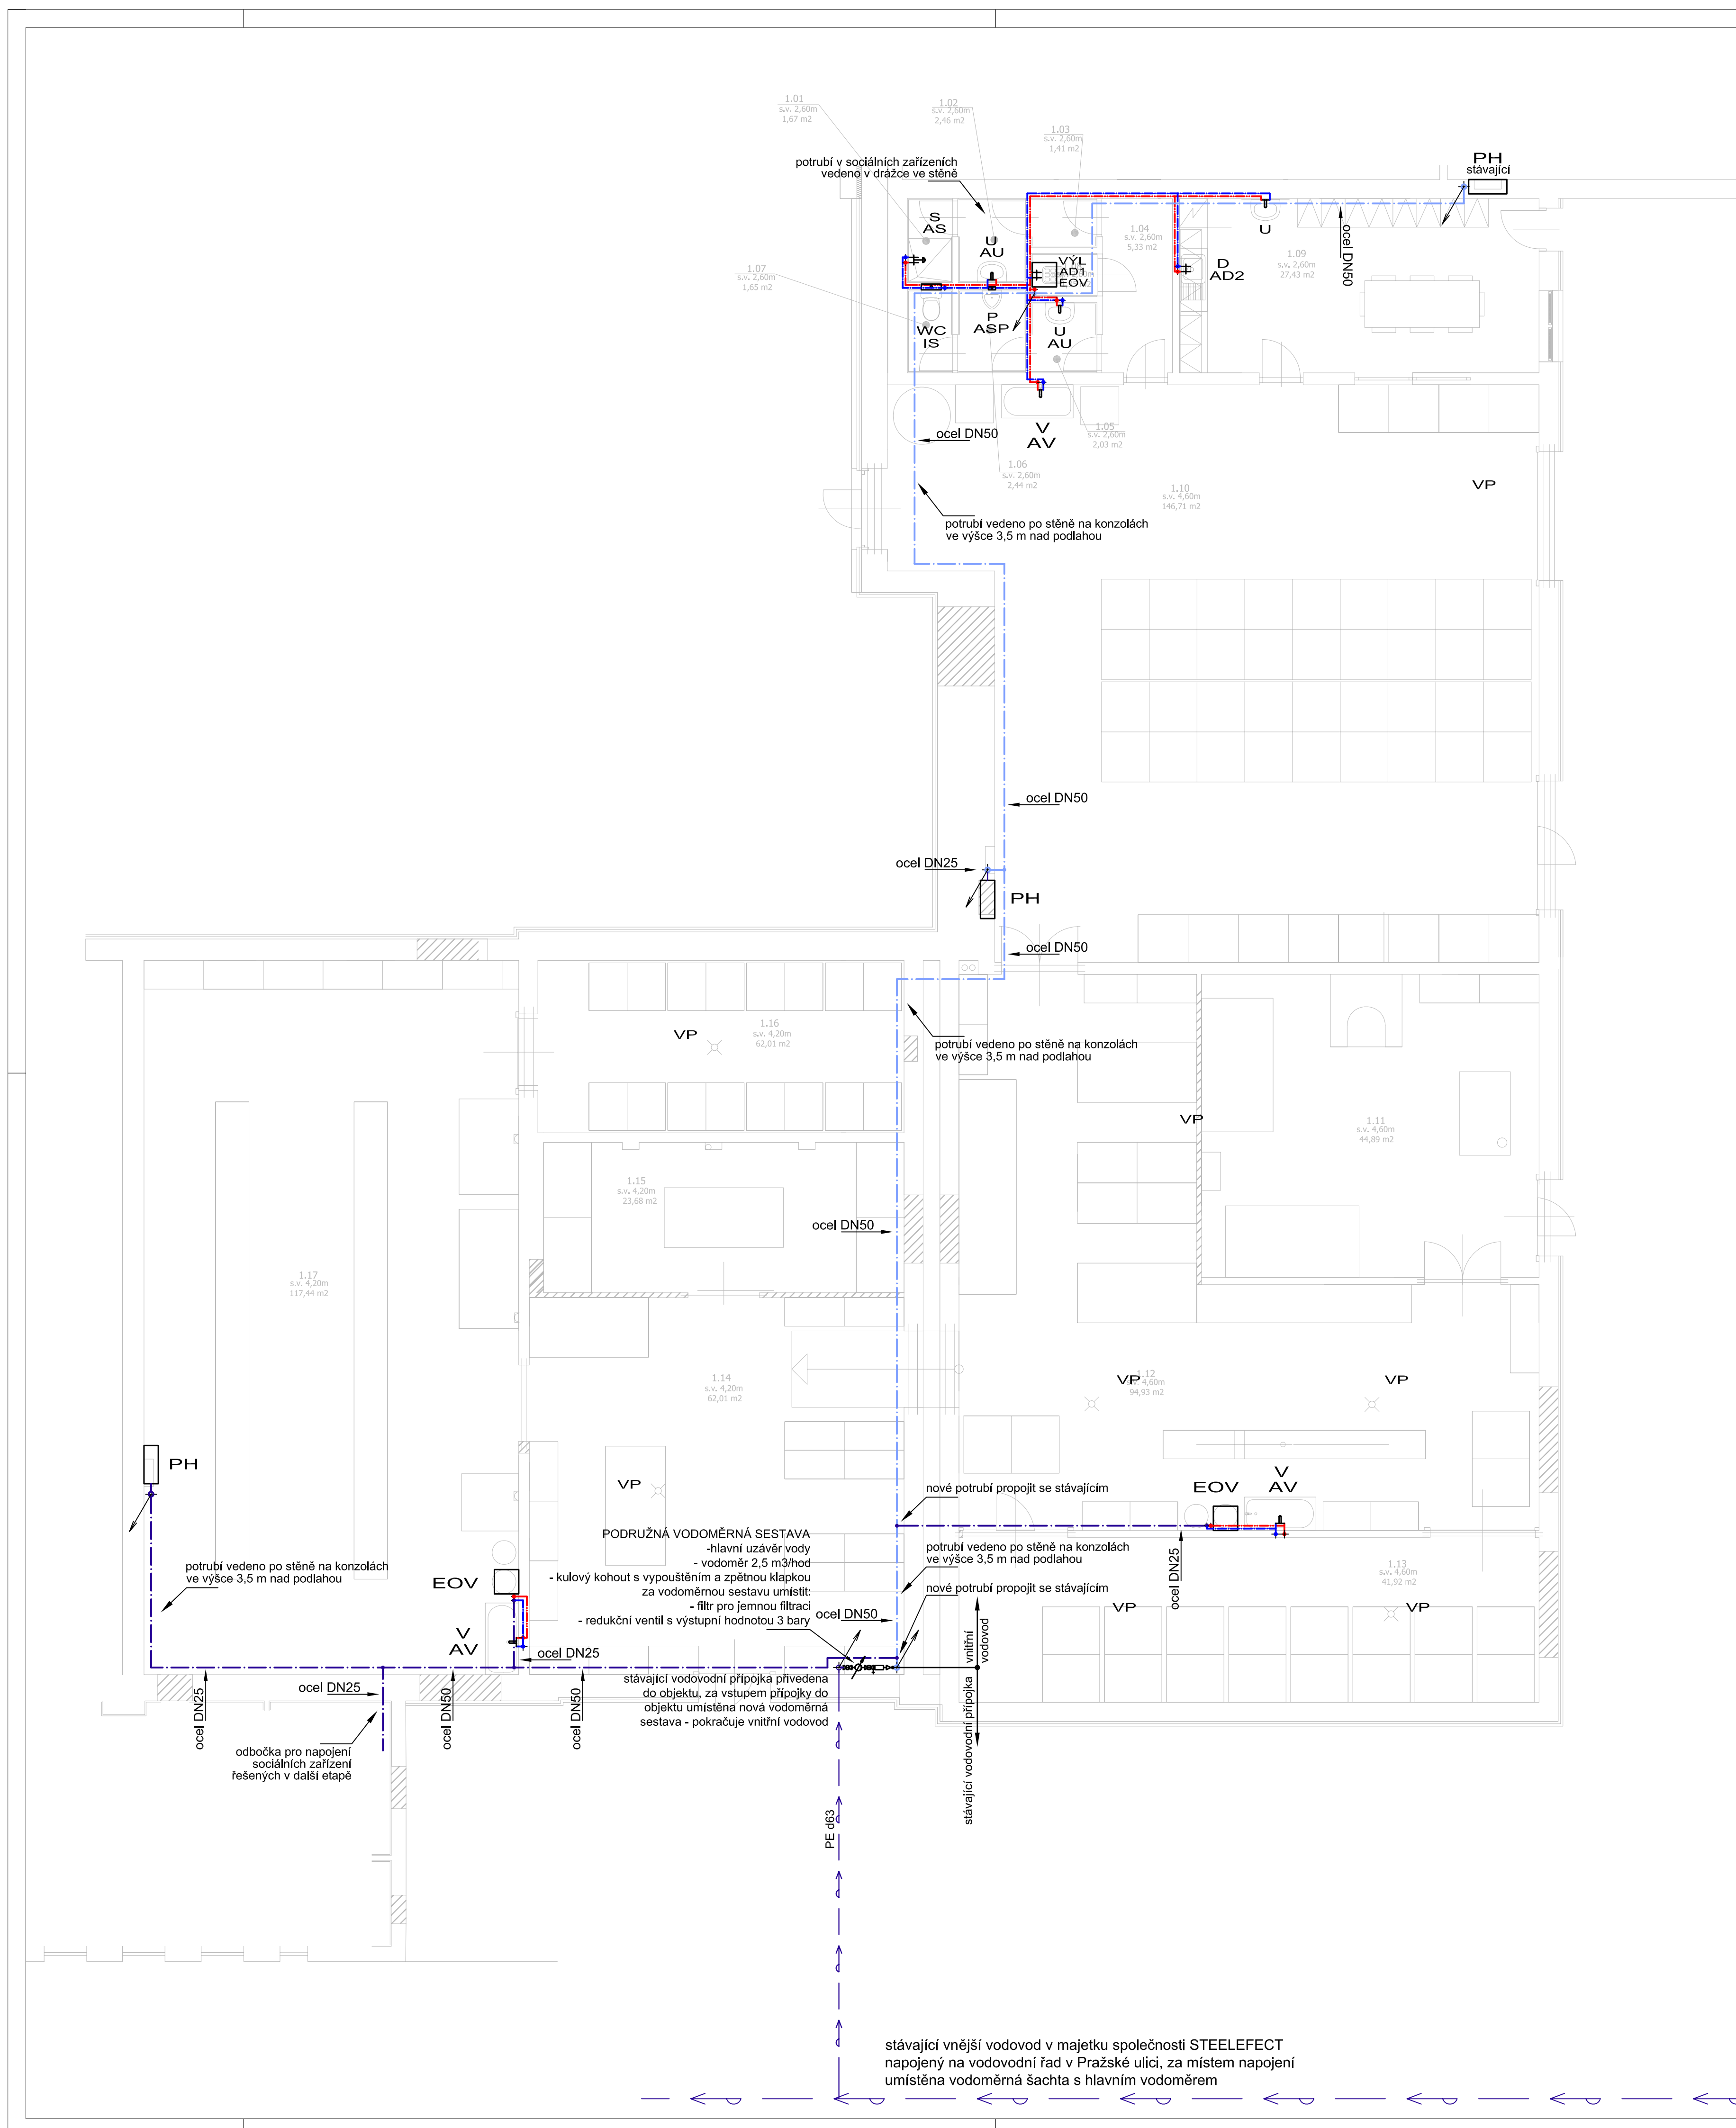 1.01
s.v. 2,60m
1,67 m2
1.02
s.v. 2,60m
2,46 m2
1.03
s.v. 2,60m
1,41 m2
potrubí v sociálních zařízeních
vedeno v drážce ve stěně
PH
stávající
S
AS
U
AU
1.04
s.v. 2,60m
5,33 m2
U
ocel DN50
1.09
s.v. 2,60m
27,43 m2
D
AD2
VÝL
AD1
EOV
1.07
s.v. 2,60m
1,65 m2
WC
IS
P
ASP
U
AU
V
AV
ocel DN50
1.05
s.v. 2,60m
2,03 m2
1.06
s.v. 2,60m
2,44 m2
1.10
s.v. 4,60m
146,71 m2
VP
potrubí vedeno po stěně na konzolách
ve výšce 3,5 m nad podlahou
ocel DN50
ocel DN25
PH
ocel DN50
VP
1.16
s.v. 4,20m
62,01 m2
potrubí vedeno po stěně na konzolách
ve výšce 3,5 m nad podlahou
VP
1.11
s.v. 4,60m
44,89 m2
1.15
s.v. 4,20m
23,68 m2
ocel DN50
1.17
s.v. 4,20m
117,44 m2
1.14
s.v. 4,20m
62,01 m2
VP
1.12
s.v. 4,60m
94,93 m2
VP
PH
VP
nové potrubí propojit se stávajícím
EOV
V
AV
PODRUŽNÁ VODOMĚRNÁ SESTAVA
-hlavní uzávěr vody
- vodoměr 2,5 m3/hod
- kulový kohout s vypouštěním a zpětnou klapkou
za vodoměrnou sestavu umístit:
- filtr pro jemnou filtraci
- redukční ventil s výstupní hodnotou 3 bary
potrubí vedeno po stěně na konzolách
ve výšce 3,5 m nad podlahou
nové potrubí propojit se stávajícím
ocel DN25
1.13
s.v. 4,60m
41,92 m2
VP
VP
potrubí vedeno po stěně na konzolách
ve výšce 3,5 m nad podlahou
EOV
V
AV
ocel DN50
vnitřní
vodovod
ocel DN25
stávající vodovodní přípojka přivedena
do objektu, za vstupem přípojky do
objektu umístěna nová vodoměrná
sestava - pokračuje vnitřní vodovod
ocel DN25
ocel DN25
ocel DN50
ocel DN50
stávající vodovodní přípojka
odbočka pro napojení
sociálních zařízení
řešených v další etapě
PE d63
stávající vnější vodovod v majetku společnosti STEELEFECT
napojený na vodovodní řad v Pražské ulici, za místem napojení
umístěna vodoměrná šachta s hlavním vodoměrem